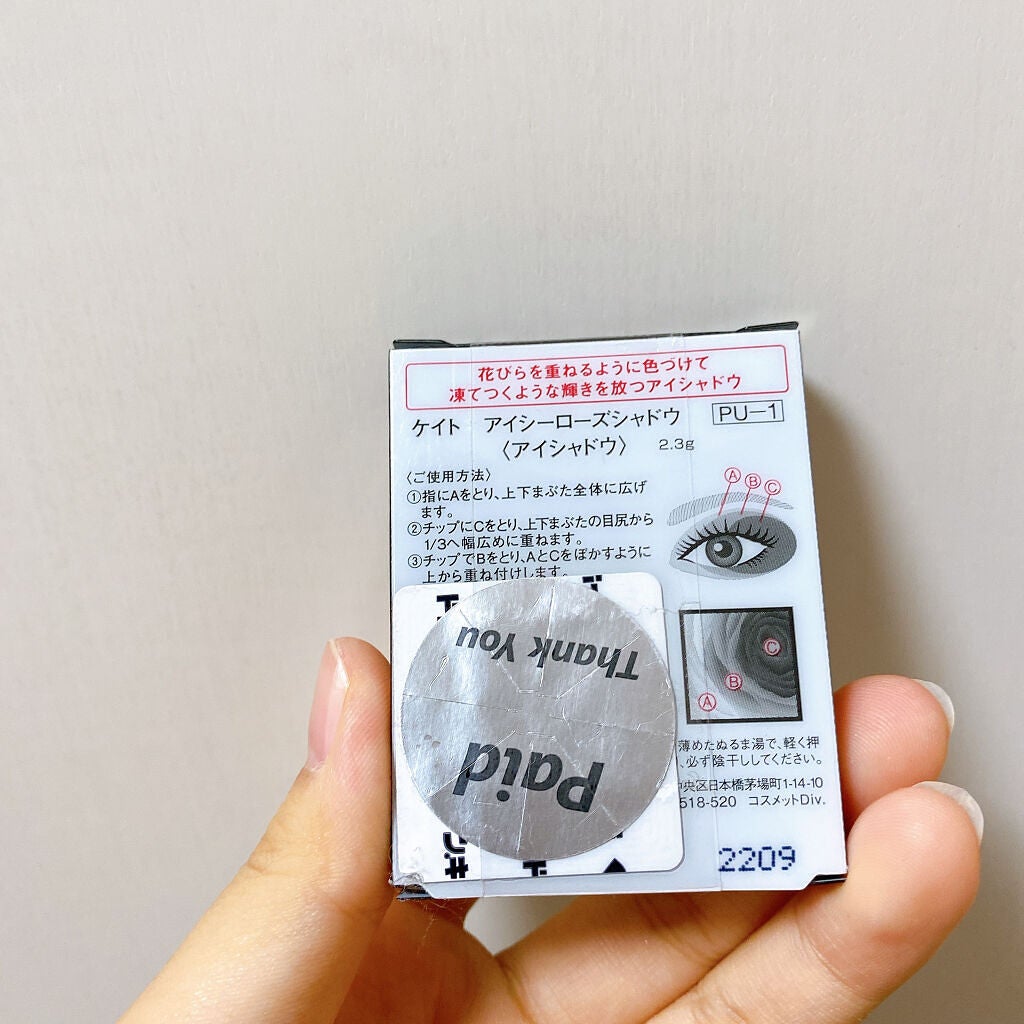 花びらを重ねるように色づけて
凍てつくような輝きを放つアイシャドウ
ケイト アイシーローズシャドウ PU-1
〈アイシャドウ〉 2.3g
〈ご使用方法〉
①指にAをとり、上下まぶた全体に広げ
ます。
②チップにCをとり、上下まぶたの目尻から
1/3へ幅広めに重ねます。
③チップでBをとり、AとCをぼかすように
上から重ね付けします。
A B C
C
B
A
Thank You
Paid
薄めたぬるま湯で、軽く押
、必ず陰干ししてください。
中央区日本橋茅場町1-14-10
518-520 コスメットDiv.
2209